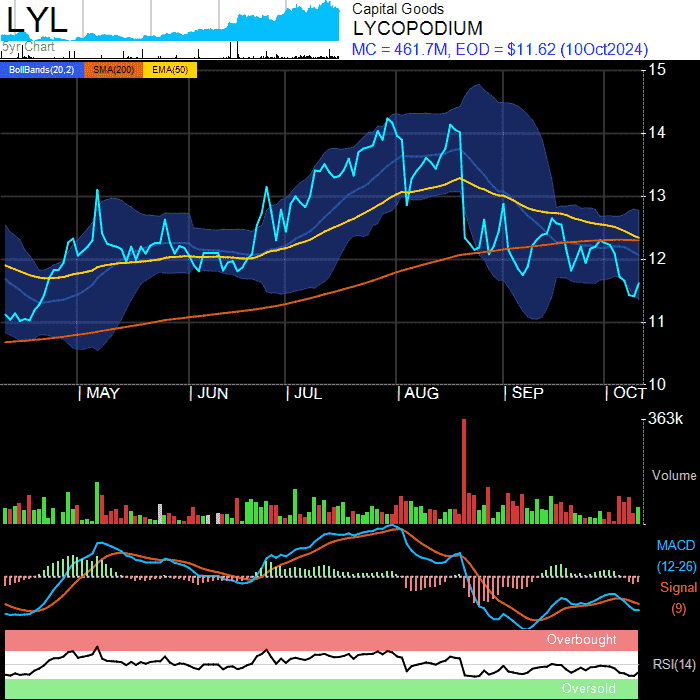 LYL
Capital Goods
LYCOPODIUM
MC = 461.7M, EOD = $11.62 (10Oct2024)
5yr Chart
BollBands(20,2) SMA(200) EMA(50)
15
14
13
12
11
10
| MAY | JUN | JUL | AUG | SEP | OCT
363k
Volume
MACD
(12-26)
Signal
(9)
Overbought
RSI(14)
Oversold